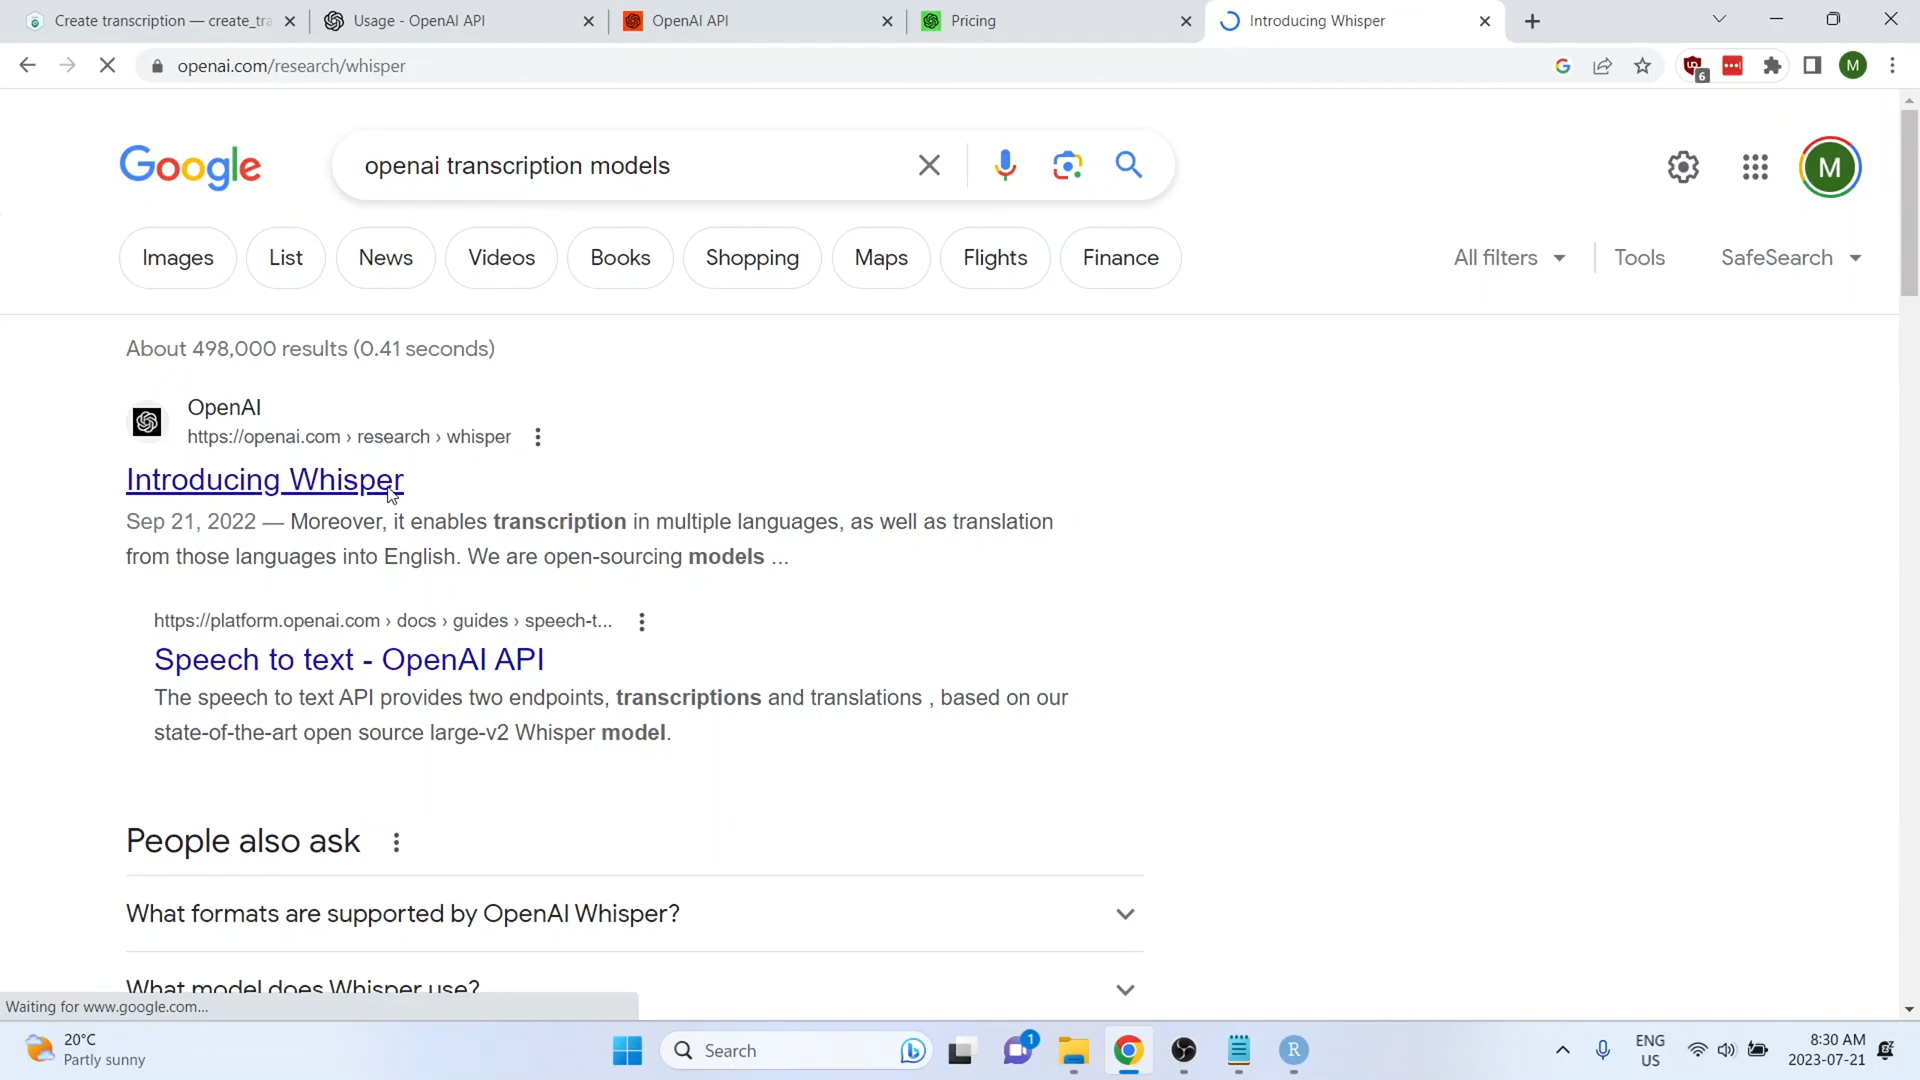 Create transcription — create_tra
Usage - OpenAI API
OpenAI API
Pricing
Introducing Whisper
openai.com/research/whisper
6
M
Google
openai transcription models
M
Images
List
News
Videos
Books
Shopping
Maps
Flights
Finance
All filters
Tools
SafeSearch
About 498,000 results (0.41 seconds)
OpenAI
https://openai.com › research › whisper
Introducing Whisper
Sep 21, 2022 — Moreover, it enables transcription in multiple languages, as well as translation
from those languages into English. We are open-sourcing models ...
https://platform.openai.com › docs › guides › speech-t...
Speech to text - OpenAI API
The speech to text API provides two endpoints, transcriptions and translations , based on our
state-of-the-art open source large-v2 Whisper model.
People also ask
What formats are supported by OpenAI Whisper?
What model does Whisper use?
Waiting for www.google.com...
20°C
Partly sunny
Search
1
R
ENG
US
8:30 AM
2023-07-21